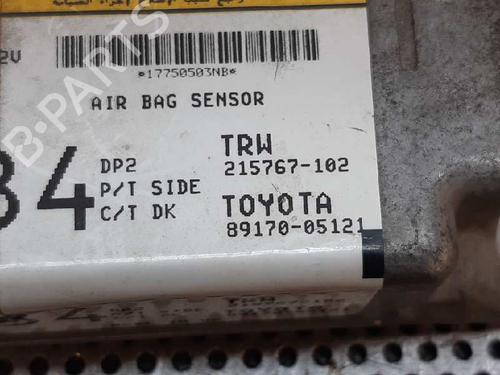 2V
*17750503NB*
AIR BAG SENSOR
34
DP2
P/T SIDE
C/T DK
TRW
215767-102
TOYOTA
89170-05121
B-PARTS